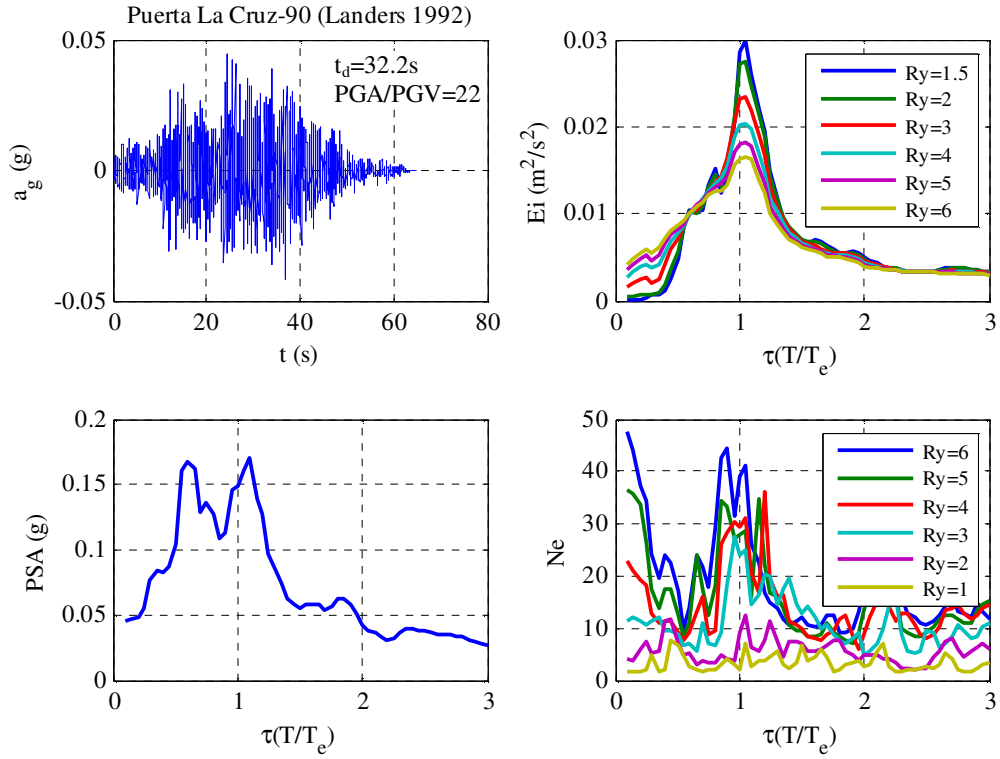 Puerta La Cruz-90 (Landers 1992)
0.05
0
-0.05
a_g (g)
t_d=32.2s
PGA/PGV=22
0 20 40 60 80
t (s)
0.03
0.02
0.01
0
Ei (m²/s²)
Ry=1.5
Ry=2
Ry=3
Ry=4
Ry=5
Ry=6
0 1 2 3
τ(T/T_e)
0.2
0.15
0.1
0.05
0
PSA (g)
0 1 2 3
τ(T/T_e)
50
40
30
20
10
0
Ne
Ry=6
Ry=5
Ry=4
Ry=3
Ry=2
Ry=1
0 1 2 3
τ(T/T_e)